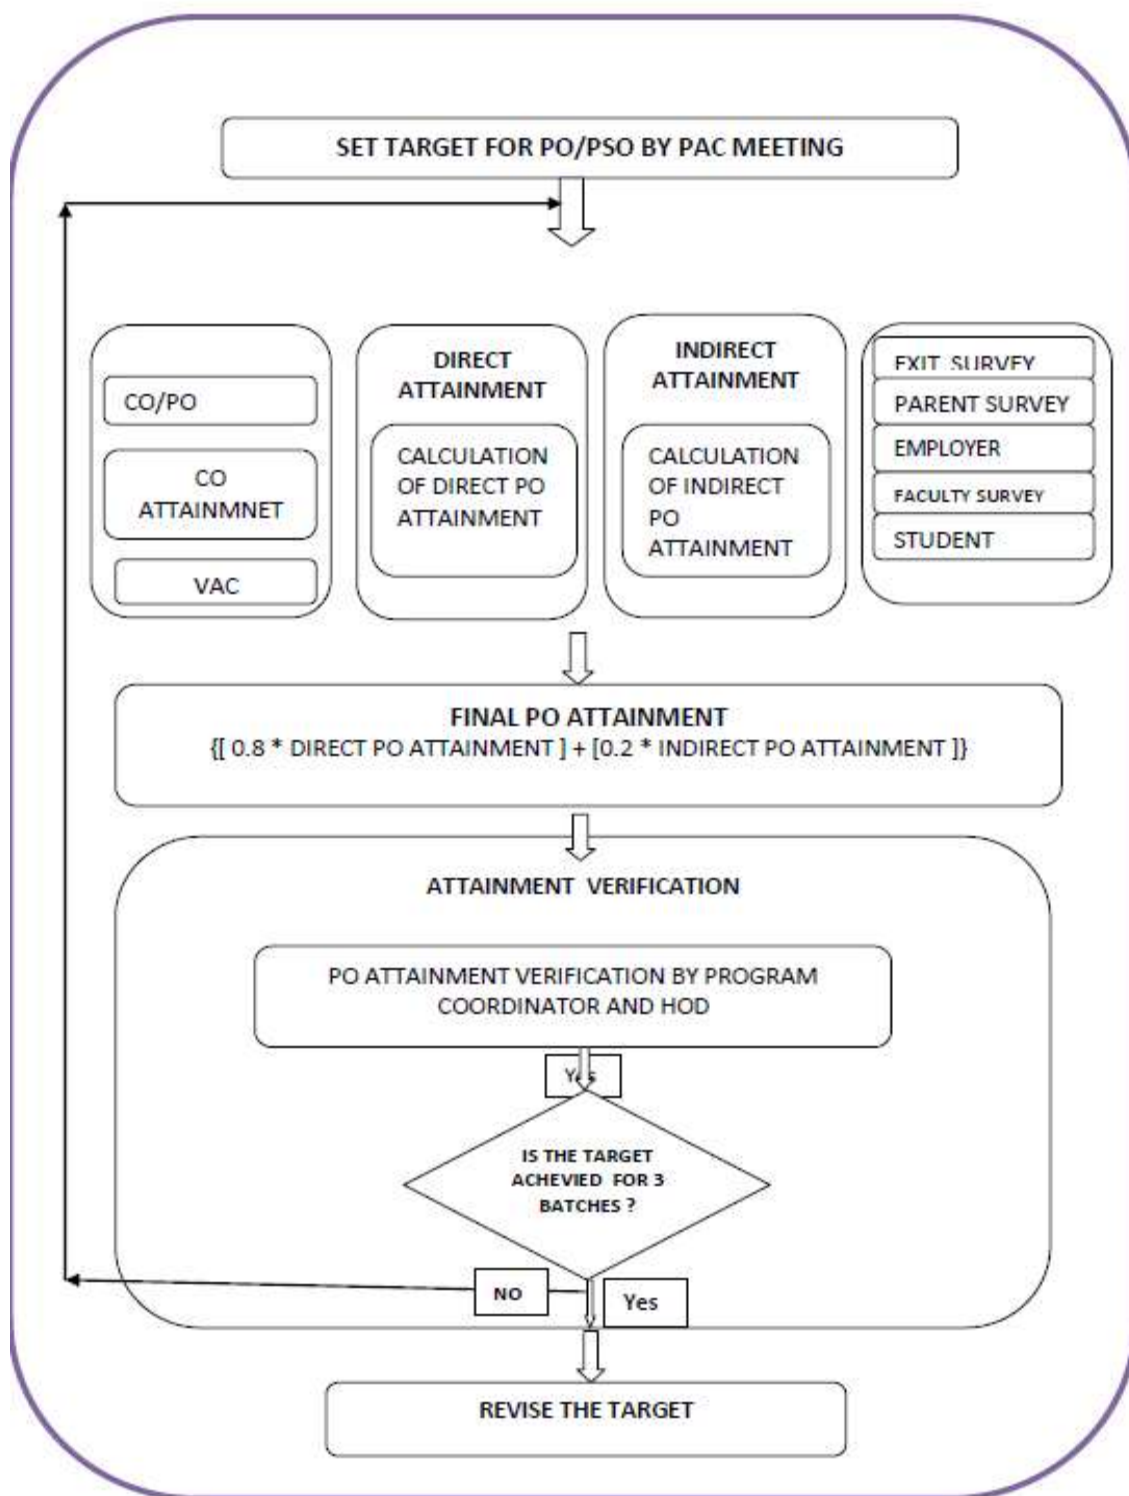 SET TARGET FOR PO/PSO BY PAC MEETING
CO/PO
CO
ATTAINMNET
VAC
DIRECT
ATTAINMENT
CALCULATION
OF DIRECT PO
ATTAINMENT
INDIRECT
ATTAINMENT
CALCULATION
OF INDIRECT
PO
ATTAINMENT
EXIT SURVEY
PARENT SURVEY
EMPLOYER
FACULTY SURVEY
STUDENT
FINAL PO ATTAINMENT
{[ 0.8 * DIRECT PO ATTAINMENT ] + [0.2 * INDIRECT PO ATTAINMENT ]}
ATTAINMENT VERIFICATION
PO ATTAINMENT VERIFICATION BY PROGRAM
COORDINATOR AND HOD
Yes
IS THE TARGET
ACHEVIED FOR 3
BATCHES ?
NO
Yes
REVISE THE TARGET